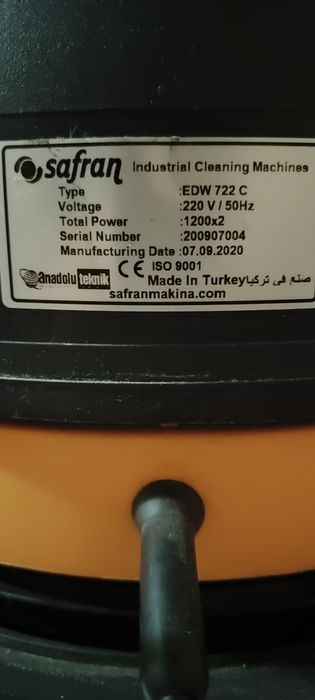 safran Industrial Cleaning Machines
Type :EDW 722 C
Voltage :220 V / 50Hz
Total Power :1200x2
Serial Number :200907004
Manufacturing Date :07.09.2020
anadolu teknik CE ISO 9001
Made In Turkey صنع في تركيا
safranmakina.com